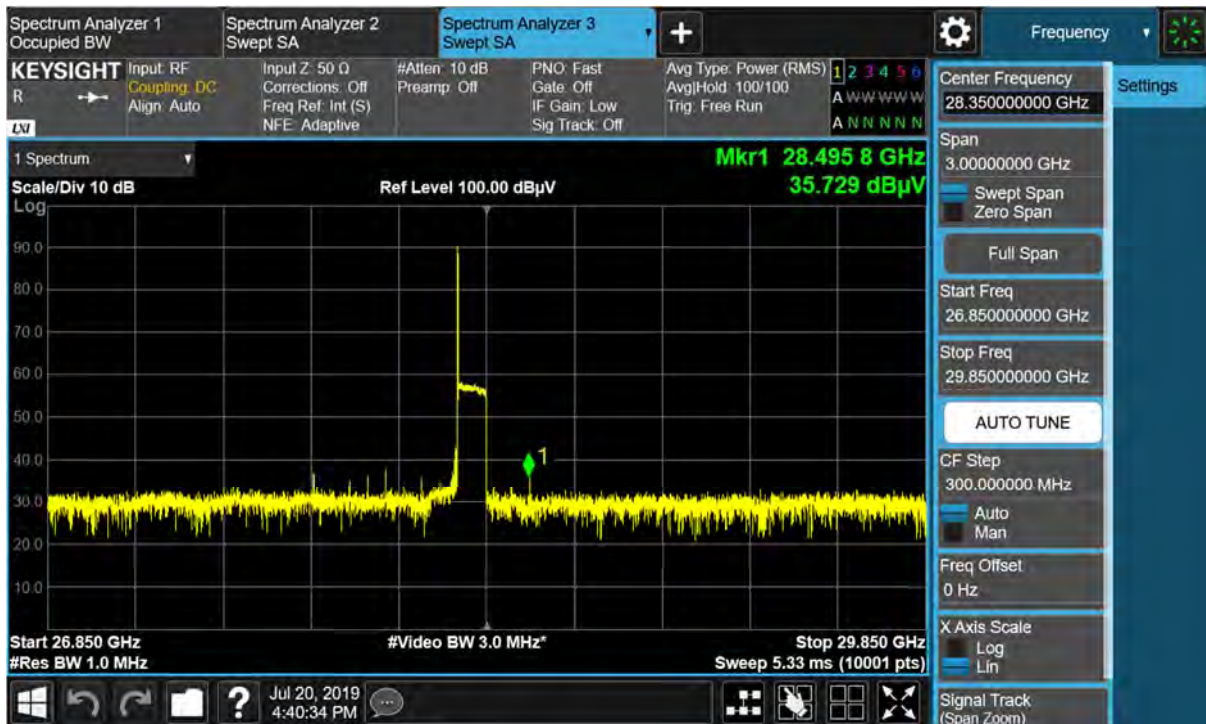 Spectrum Analyzer 1
Occupied BW
Spectrum Analyzer 2
Swept SA
Spectrum Analyzer 3
Swept SA
+
Frequency
KEYSIGHT
R
LXI
Input: RF
Coupling: DC
Align: Auto
Input Z: 50 Ω
Corrections: Off
Freq Ref: Int (S)
NFE: Adaptive
#Atten: 10 dB
Preamp: Off
PNO: Fast
Gate: Off
IF Gain: Low
Sig Track: Off
Avg Type: Power (RMS)
Avg|Hold: 100/100
Trig: Free Run
1 2 3 4 5 6
A W W W W W
A N N N N N
1 Spectrum
Scale/Div 10 dB
Log
Ref Level 100.00 dBµV
Mkr1 28.495 8 GHz
35.729 dBµV
90.0
80.0
70.0
60.0
50.0
40.0
30.0
20.0
10.0
1
Start 26.850 GHz
#Res BW 1.0 MHz
#Video BW 3.0 MHz*
Stop 29.850 GHz
Sweep 5.33 ms (10001 pts)
Center Frequency
28.350000000 GHz
Settings
Span
3.00000000 GHz
Swept Span
Zero Span
Full Span
Start Freq
26.850000000 GHz
Stop Freq
29.850000000 GHz
AUTO TUNE
CF Step
300.000000 MHz
Auto
Man
Freq Offset
0 Hz
X Axis Scale
Log
Lin
Signal Track
(Span Zoom)
?
Jul 20, 2019
4:40:34 PM